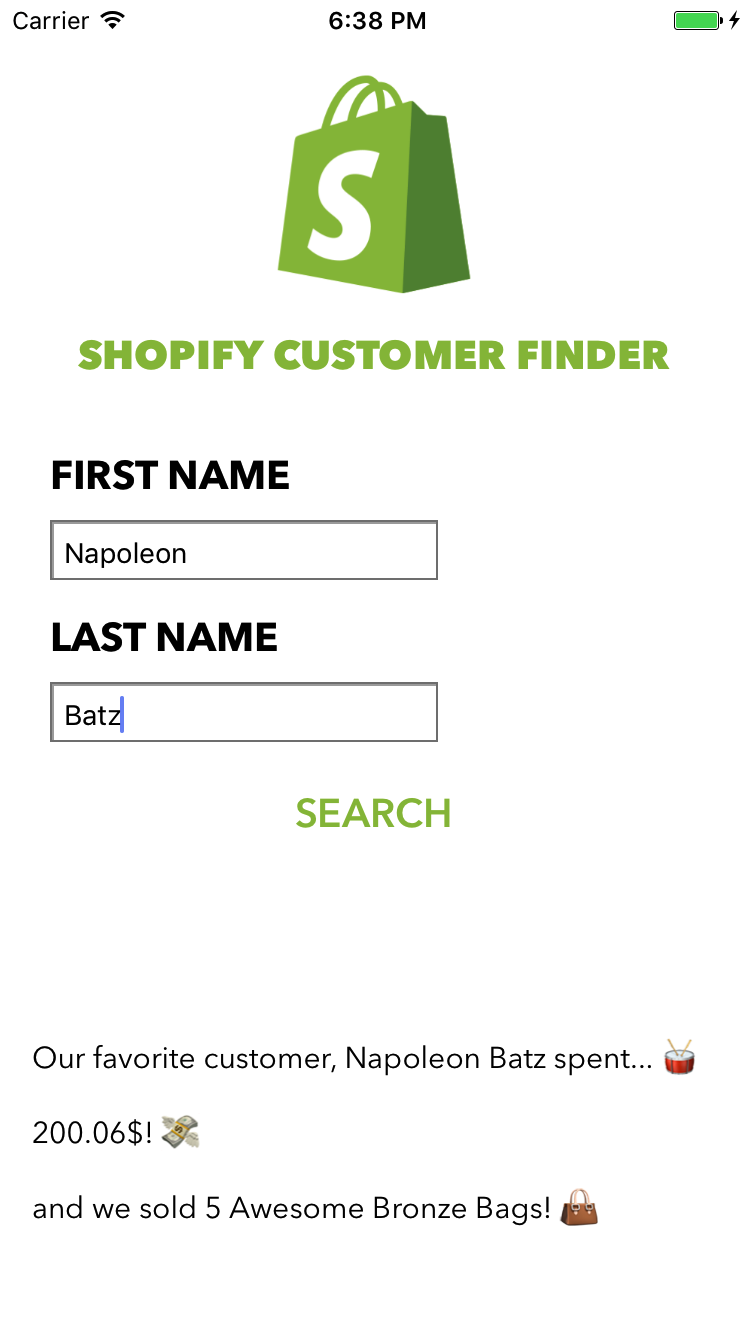 Carrier 6:38 PM
S
SHOPIFY CUSTOMER FINDER
FIRST NAME
Napoleon
LAST NAME
Batz
SEARCH
Our favorite customer, Napoleon Batz spent... 🥁
200.06$! 💸
and we sold 5 Awesome Bronze Bags! 👜